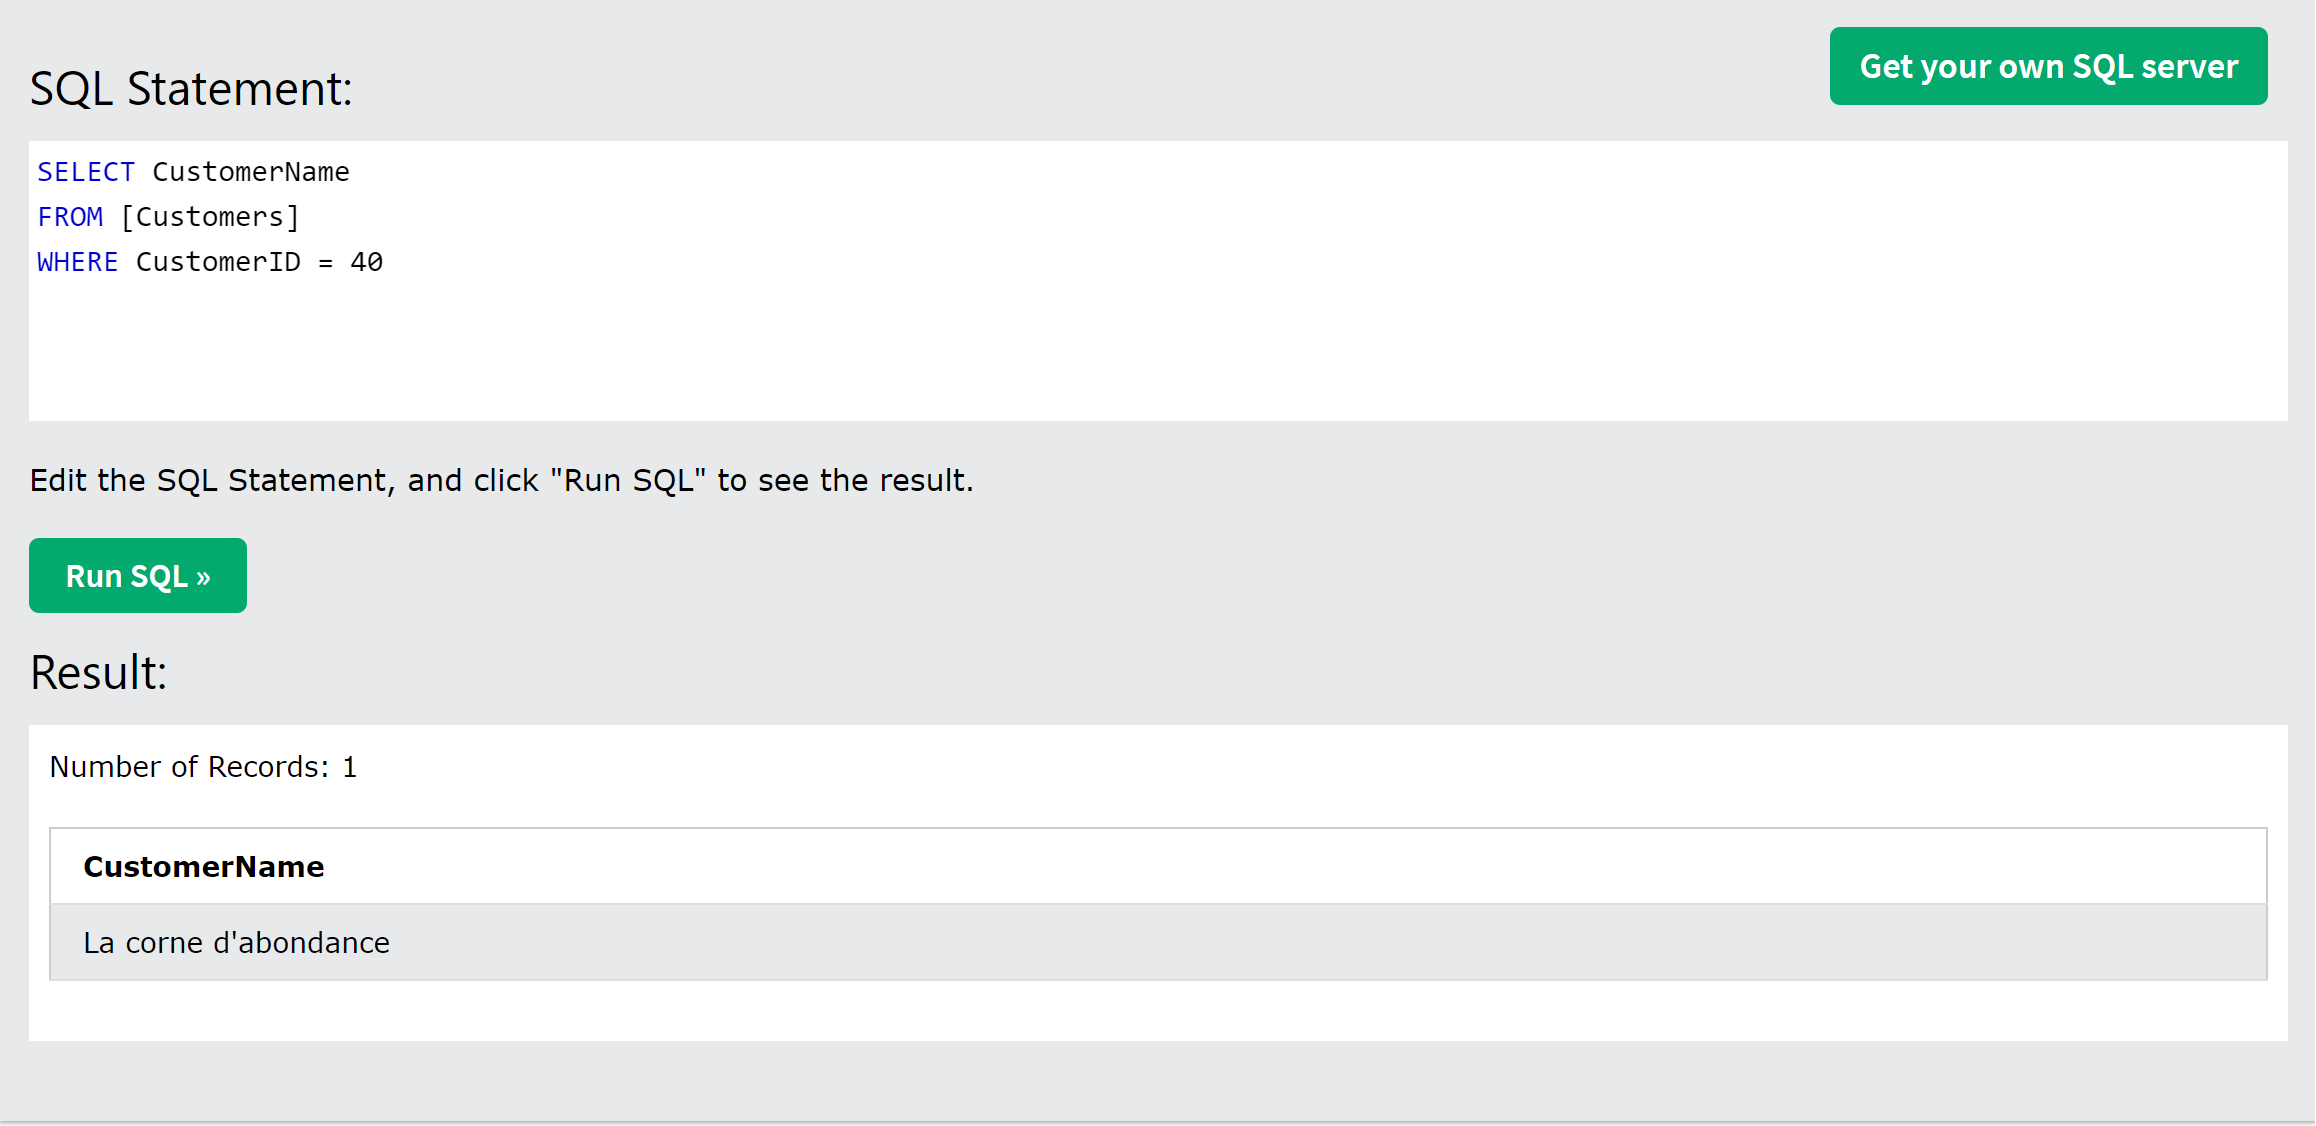 Get your own SQL server
SQL Statement:
SELECT CustomerName
FROM [Customers]
WHERE CustomerID = 40
Edit the SQL Statement, and click "Run SQL" to see the result.
Run SQL »
Result:
Number of Records: 1
CustomerName
La corne d'abondance